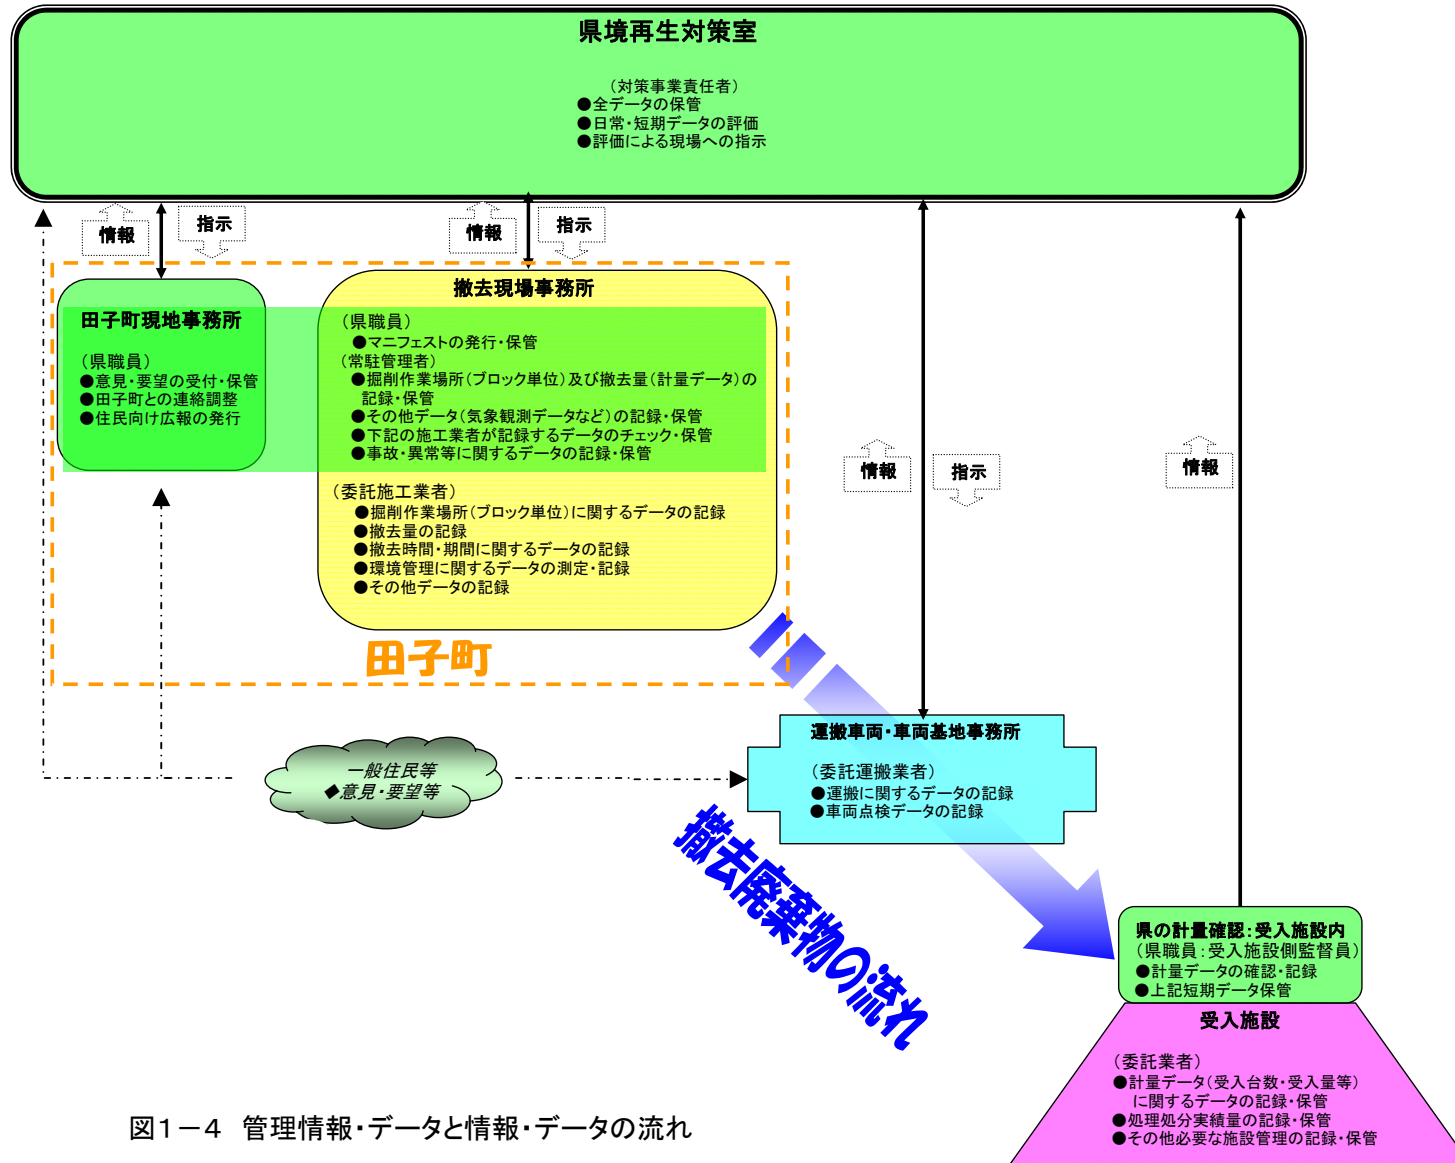 県境再生対策室
（対策事業責任者）
●全データの保管
●日常・短期データの評価
●評価による現場への指示
情報
指示
情報
指示
田子町現地事務所
（県職員）
●意見・要望の受付・保管
●田子町との連絡調整
●住民向け広報の発行
撤去現場事務所
（県職員）
●マニフェストの発行・保管
（常駐管理者）
●掘削作業場所（ブロック単位）及び撤去量（計量データ）の
記録・保管
●その他データ（気象観測データなど）の記録・保管
●下記の施工業者が記録するデータのチェック・保管
●事故・異常等に関するデータの記録・保管
（委託施工業者）
●掘削作業場所（ブロック単位）に関するデータの記録
●撤去量の記録
●撤去時間・期間に関するデータの記録
●環境管理に関するデータの測定・記録
●その他データの記録
田子町
情報
指示
情報
一般住民等
◆意見・要望等
運搬車両・車両基地事務所
（委託運搬業者）
●運搬に関するデータの記録
●車両点検データの記録
撤去廃棄物の流れ
県の計量確認：受入施設内
（県職員：受入施設側監督員）
●計量データの確認・記録
●上記短期データ保管
受入施設
（委託業者）
●計量データ（受入台数・受入量等）
に関するデータの記録・保管
●処理処分実績量の記録・保管
●その他必要な施設管理の記録・保管
図１－４　管理情報・データと情報・データの流れ